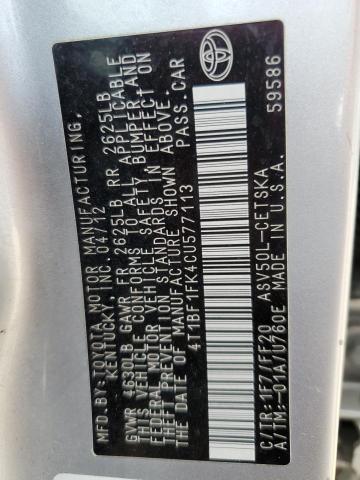 MFD.BY: TOYOTA MOTOR MANUFACTURING,
KENTUCKY, INC. 04/12
GVWR 4630LB GAWR FR 2625LB RR 2625LB
THIS VEHICLE CONFORMS TO ALL APPLICABLE
FEDERAL MOTOR VEHICLE SAFETY, BUMPER AND
THEFT PREVENTION STANDARDS IN EFFECT ON
THE DATE OF MANUFACTURE SHOWN ABOVE.
4T1BF1FK4CU577113 PASS. CAR
C/TR: 1F7/FF20 ASV50L-CETSKA
A/TM: -01A/U760E MADE IN U.S.A.
59586